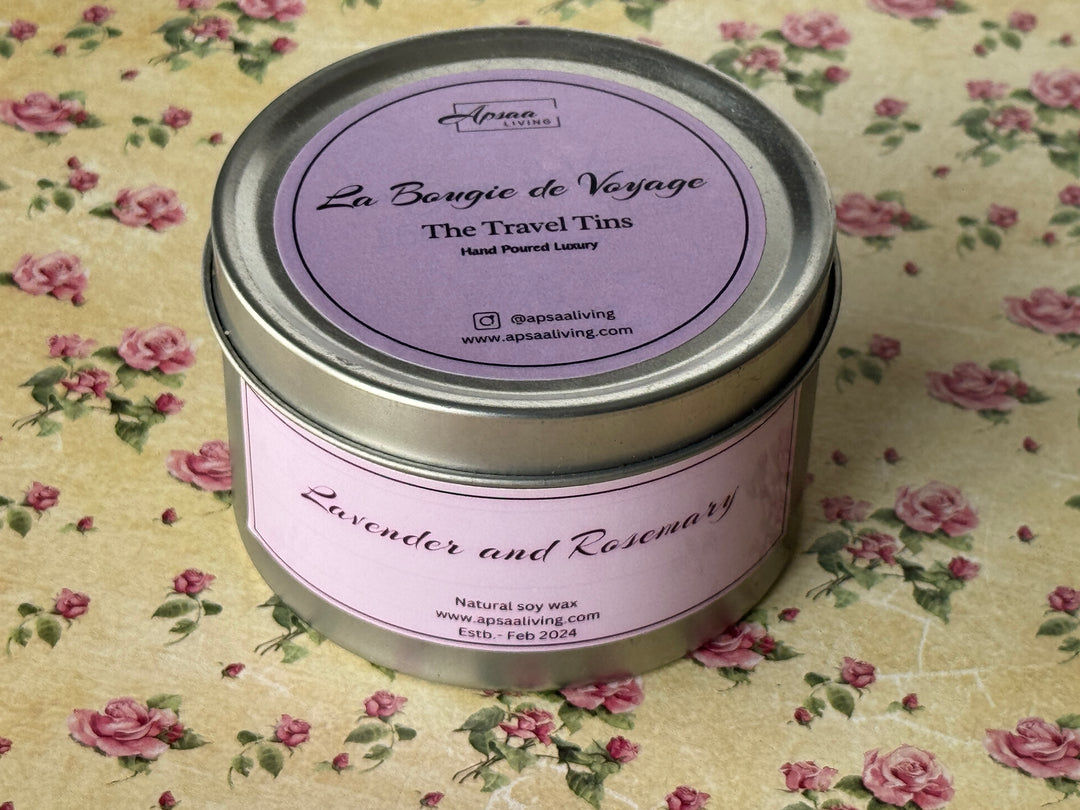 Apsaa
LIVING
La Bougie de Voyage
The Travel Tins
Hand Poured Luxury
@apsaaliving
www.apsaaliving.com
Lavender and Rosemary
Natural soy wax
www.apsaaliving.com
Estb.- Feb 2024